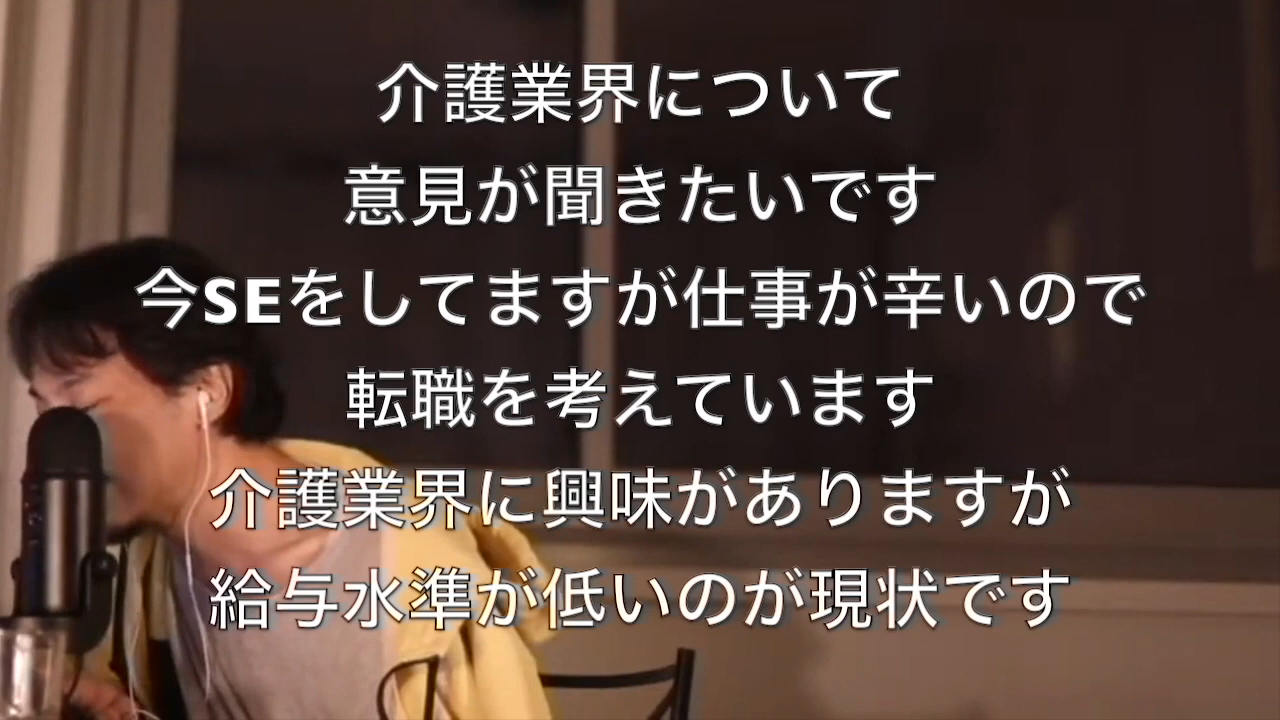 介護業界について
意見が聞きたいです
今SEをしてますが仕事が辛いので
転職を考えています
介護業界に興味がありますが
給与水準が低いのが現状です